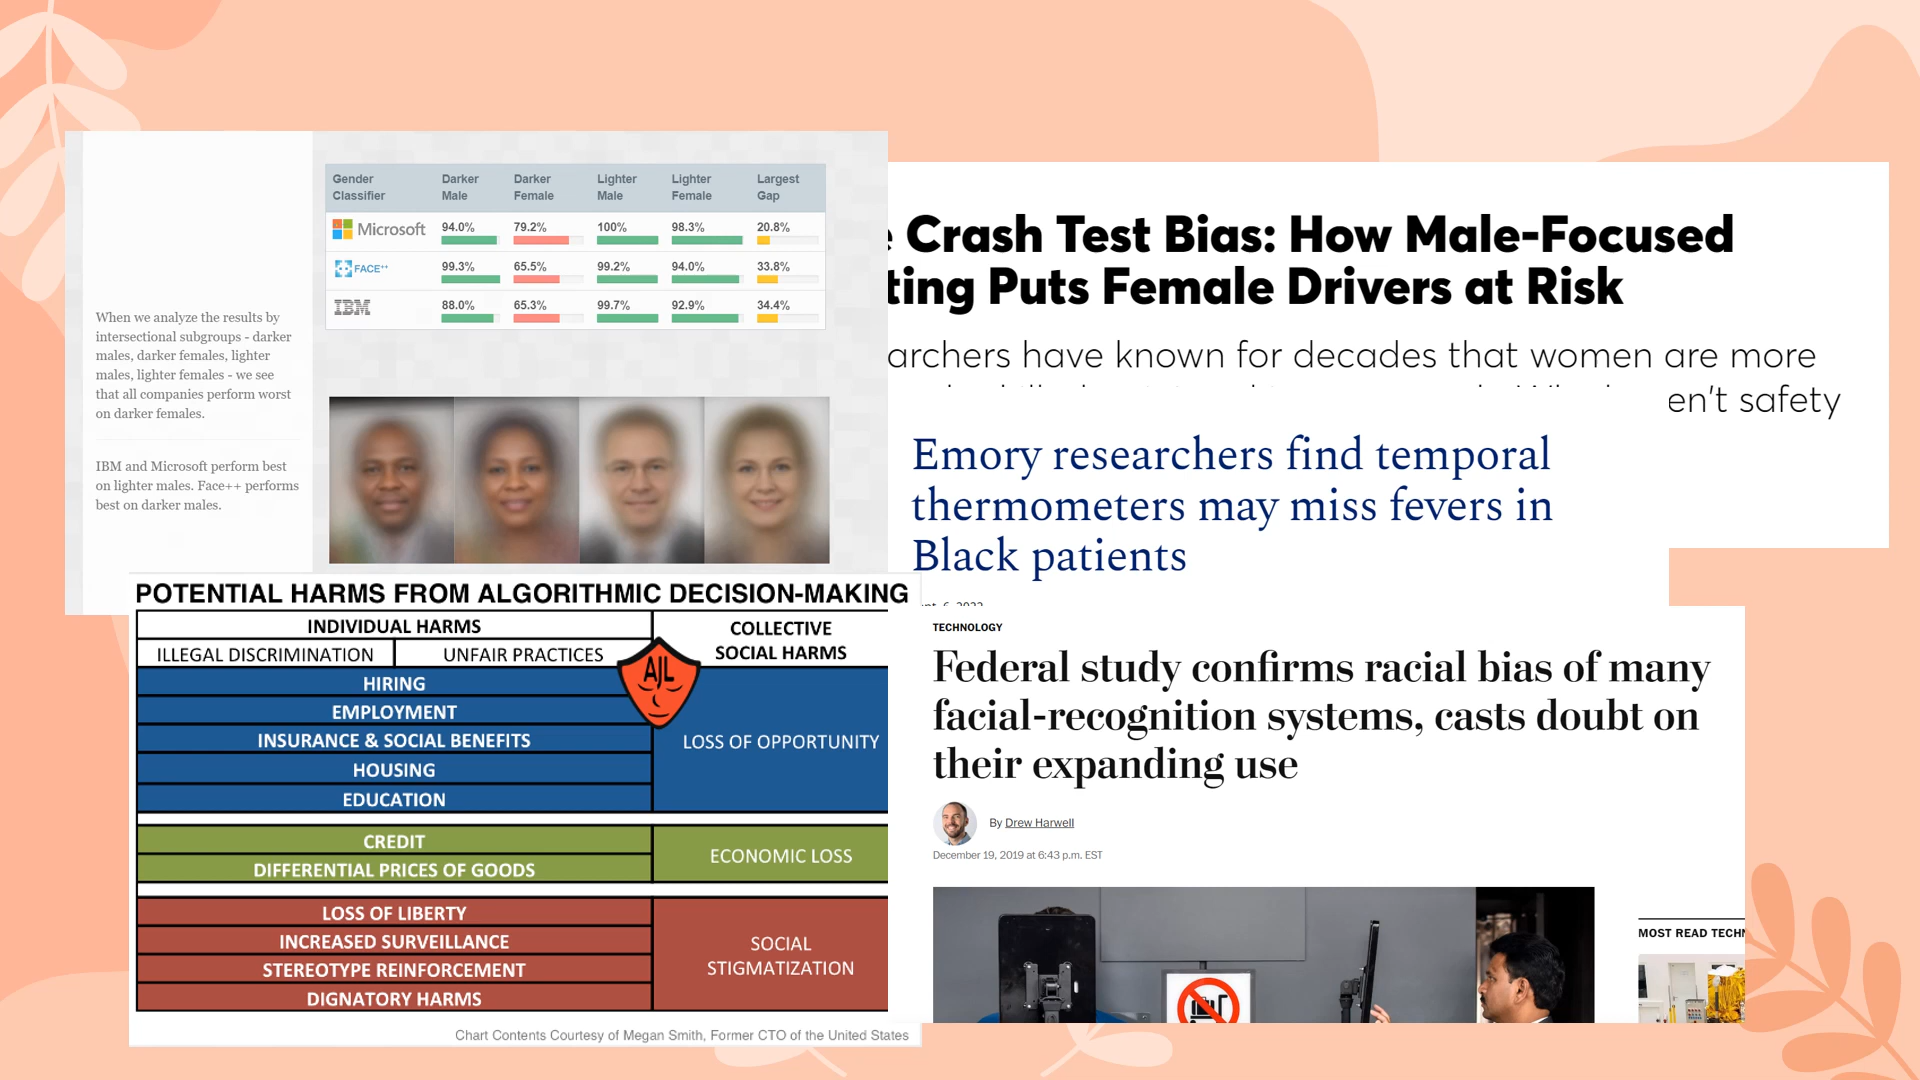 Gender Classifier Darker Male Darker Female Lighter Male Lighter Female Largest Gap
Microsoft 94.0% 79.2% 100% 98.3% 20.8%
FACE++ 99.3% 65.5% 99.2% 94.0% 33.8%
IBM 88.0% 65.3% 99.7% 92.9% 34.4%
When we analyze the results by
intersectional subgroups - darker
males, darker females, lighter
males, lighter females - we see
that all companies perform worst
on darker females.
IBM and Microsoft perform best
on lighter males. Face++ performs
best on darker males.
Crash Test Bias: How Male-Focused
ting Puts Female Drivers at Risk
archers have known for decades that women are more
en't safety
Emory researchers find temporal
thermometers may miss fevers in
Black patients
POTENTIAL HARMS FROM ALGORITHMIC DECISION-MAKING
INDIVIDUAL HARMS
ILLEGAL DISCRIMINATION
UNFAIR PRACTICES
COLLECTIVE
SOCIAL HARMS
AJL
HIRING
EMPLOYMENT
INSURANCE & SOCIAL BENEFITS
HOUSING
EDUCATION
LOSS OF OPPORTUNITY
CREDIT
DIFFERENTIAL PRICES OF GOODS
ECONOMIC LOSS
LOSS OF LIBERTY
INCREASED SURVEILLANCE
STEREOTYPE REINFORCEMENT
DIGNATORY HARMS
SOCIAL
STIGMATIZATION
Chart Contents Courtesy of Megan Smith, Former CTO of the United States
TECHNOLOGY
Federal study confirms racial bias of many
facial-recognition systems, casts doubt on
their expanding use
By Drew Harwell
December 19, 2019 at 6:43 p.m. EST
MOST READ TECH